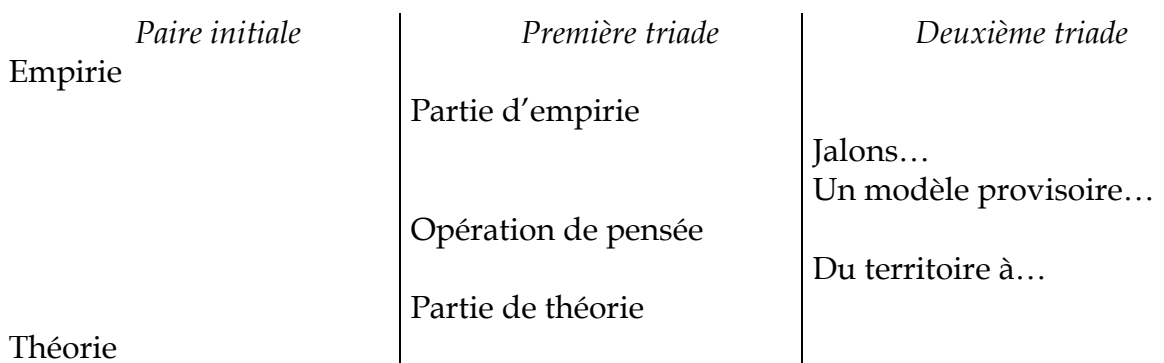 Paire initiale Première triade Deuxième triade
Empirie
Partie d’empirie
Jalons…
Un modèle provisoire…
Opération de pensée
Du territoire à…
Partie de théorie
Théorie